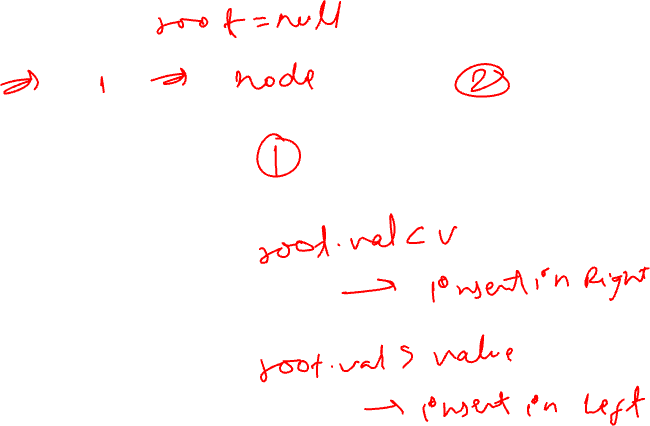 root = null
⇒ 1 ⇒ node ②
①
root.val < v
→ insert in Right
root.val > value
→ insert in Left